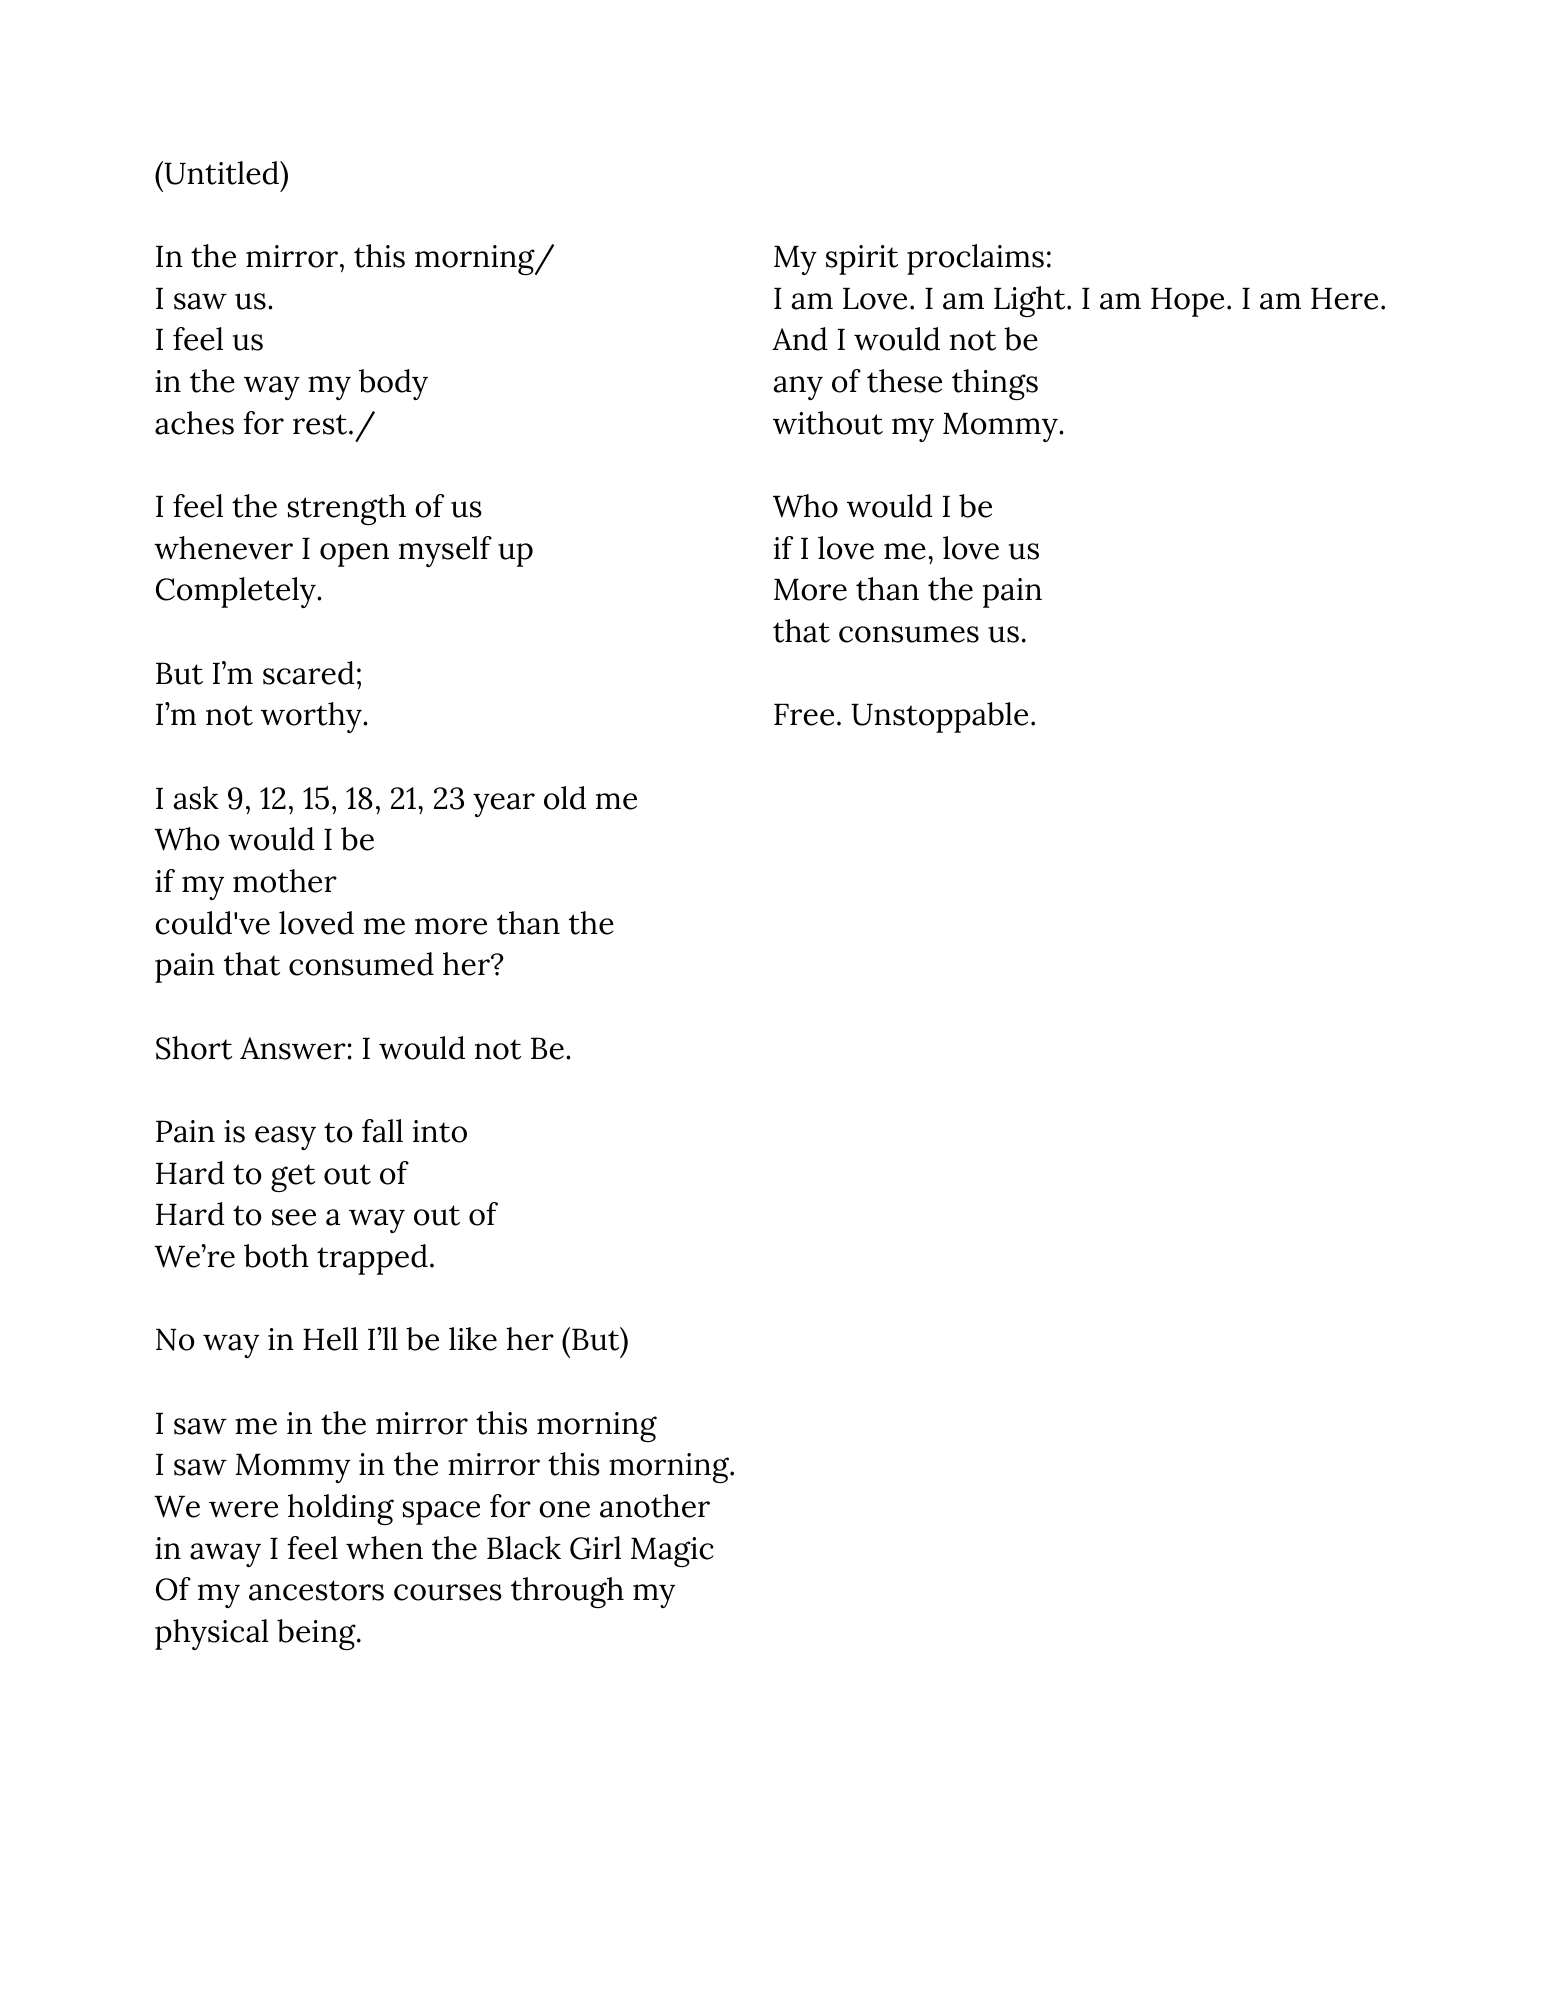 (Untitled)
In the mirror, this morning/
I saw us.
I feel us
in the way my body
aches for rest./
I feel the strength of us
whenever I open myself up
Completely.
But I’m scared;
I’m not worthy.
I ask 9, 12, 15, 18, 21, 23 year old me
Who would I be
if my mother
could've loved me more than the
pain that consumed her?
Short Answer: I would not Be.
Pain is easy to fall into
Hard to get out of
Hard to see a way out of
We’re both trapped.
No way in Hell I’ll be like her (But)
I saw me in the mirror this morning
I saw Mommy in the mirror this morning.
We were holding space for one another
in away I feel when the Black Girl Magic
Of my ancestors courses through my
physical being.
My spirit proclaims:
I am Love. I am Light. I am Hope. I am Here.
And I would not be
any of these things
without my Mommy.
Who would I be
if I love me, love us
More than the pain
that consumes us.
Free. Unstoppable.